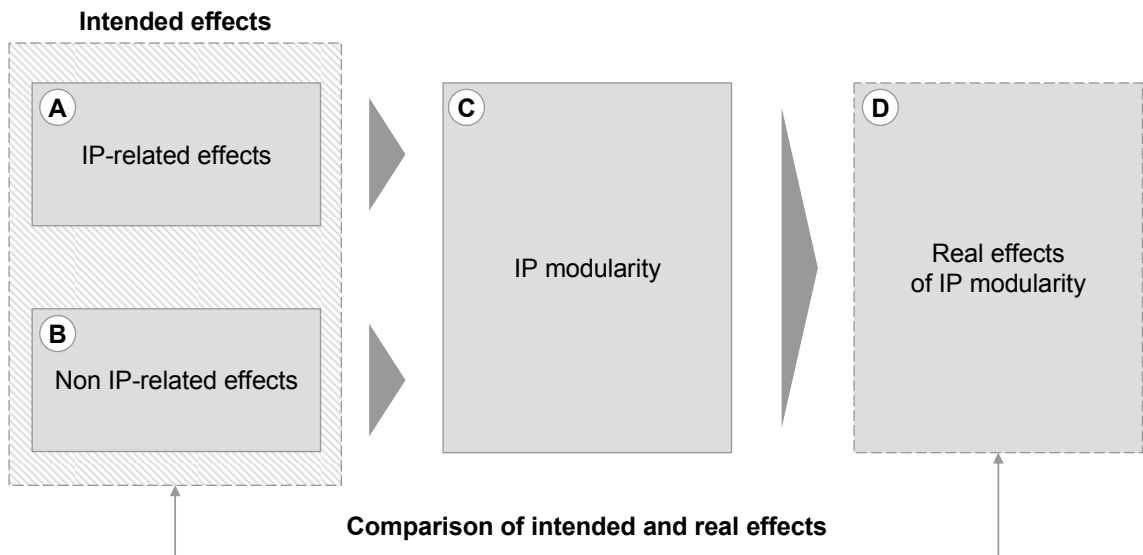 Intended effects
A
IP-related effects
B
Non IP-related effects
C
IP modularity
D
Real effects
of IP modularity
Comparison of intended and real effects